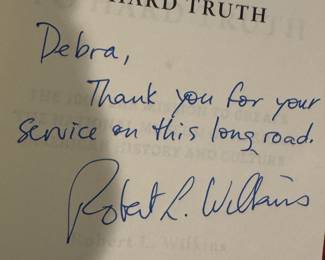 HARD TRUTH
Debra,
Thank you for your
service on this long road.
HISTORY AND CULTURE
Robert L. Wilkins
Robert L. Wilkins